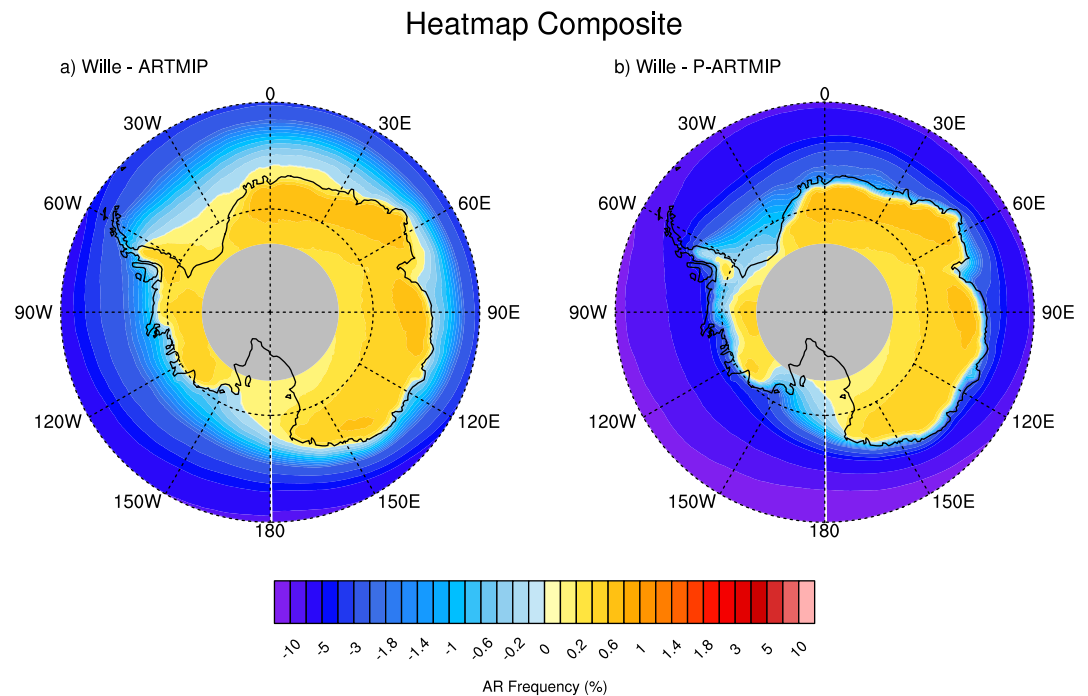 Heatmap Composite
a) Wille - ARTMIP
b) Wille - P-ARTMIP
0
30W
30E
60W
60E
90W
90E
120W
120E
150W
150E
180
0
30W
30E
60W
60E
90W
90E
120W
120E
150W
150E
180
-10 -5 -3 -1.8 -1.4 -1 -0.6 -0.2 0 0.2 0.6 1 1.4 1.8 3 5 10
AR Frequency (%)